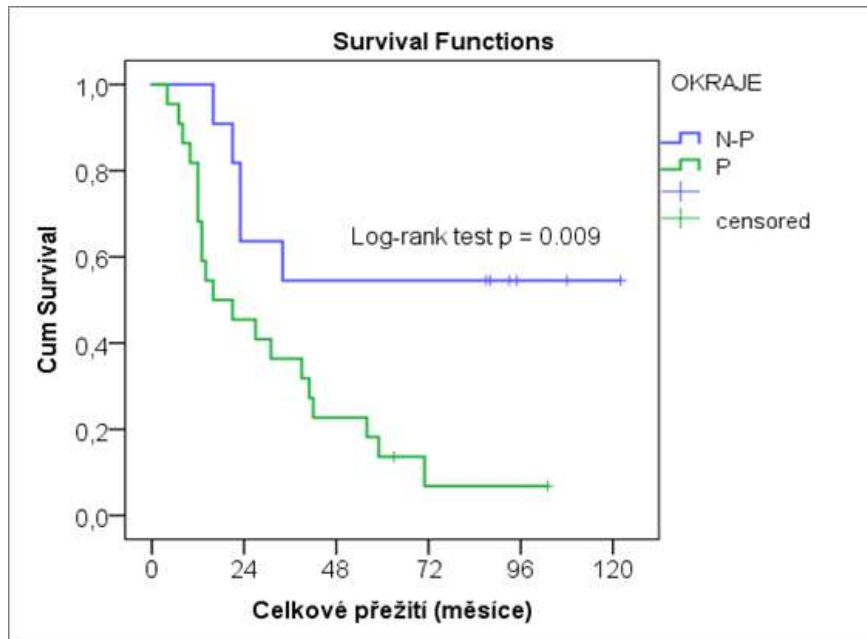 Survival Functions
OKRAJE
N-P
P
censored
Log-rank test p = 0.009
Cum Survival
1,0
0,8
0,6
0,4
0,2
0,0
0 24 48 72 96 120
Celkové přežití (měsíce)